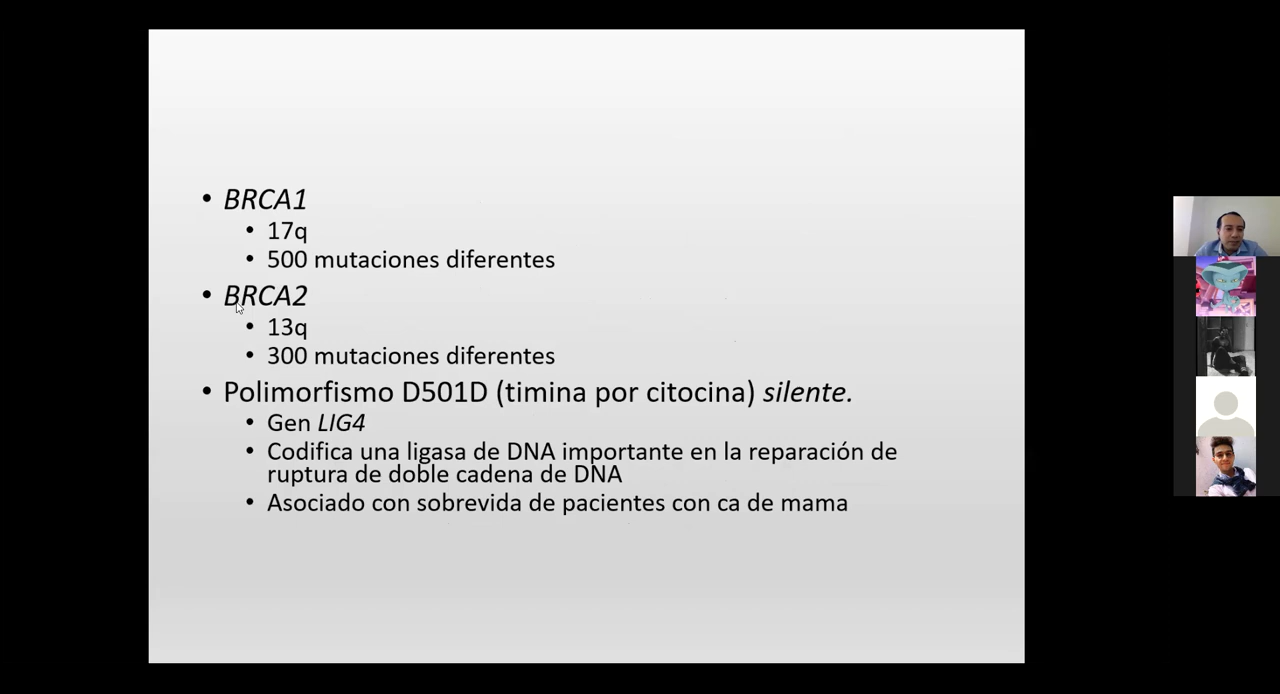 • BRCA1
• 17q
• 500 mutaciones diferentes
• BRCA2
• 13q
• 300 mutaciones diferentes
• Polimorfismo D501D (timina por citocina) silente.
• Gen LIG4
• Codifica una ligasa de DNA importante en la reparación de
ruptura de doble cadena de DNA
• Asociado con sobrevida de pacientes con ca de mama